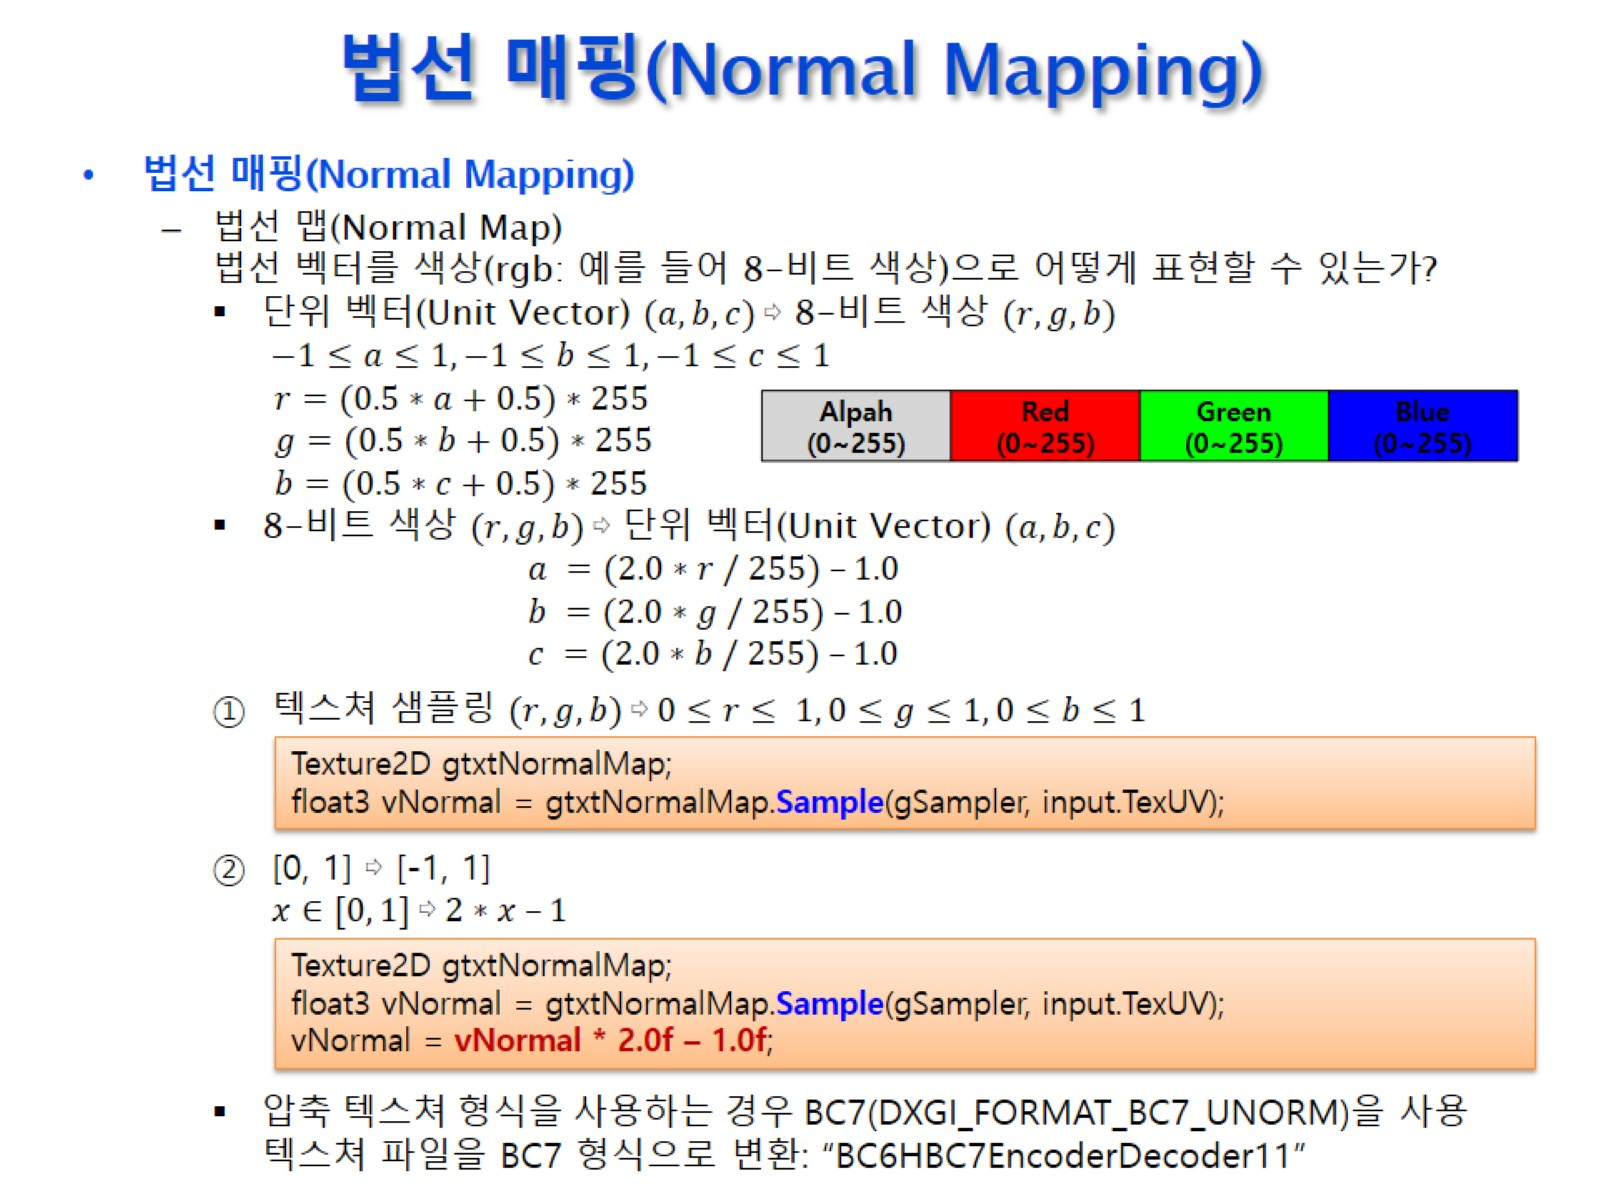 법선 매핑(Normal Mapping)
• 법선 매핑(Normal Mapping)
– 법선 맵(Normal Map)
법선 벡터를 색상(rgb: 예를 들어 8-비트 색상)으로 어떻게 표현할 수 있는가?
▪ 단위 벡터(Unit Vector) (a, b, c) ⇨ 8-비트 색상 (r, g, b)
−1 ≤ a ≤ 1, −1 ≤ b ≤ 1, −1 ≤ c ≤ 1
r = (0.5 * a + 0.5) * 255
g = (0.5 * b + 0.5) * 255
b = (0.5 * c + 0.5) * 255
Alpah Red Green Blue
(0~255) (0~255) (0~255) (0~255)
▪ 8-비트 색상 (r, g, b) ⇨ 단위 벡터(Unit Vector) (a, b, c)
a = (2.0 * r / 255) – 1.0
b = (2.0 * g / 255) – 1.0
c = (2.0 * b / 255) – 1.0
① 텍스쳐 샘플링 (r, g, b) ⇨ 0 ≤ r ≤ 1, 0 ≤ g ≤ 1, 0 ≤ b ≤ 1
Texture2D gtxtNormalMap;
float3 vNormal = gtxtNormalMap.Sample(gSampler, input.TexUV);
② [0, 1] ⇨ [-1, 1]
x ∈ [0, 1] ⇨ 2 * x – 1
Texture2D gtxtNormalMap;
float3 vNormal = gtxtNormalMap.Sample(gSampler, input.TexUV);
vNormal = vNormal * 2.0f – 1.0f;
▪ 압축 텍스쳐 형식을 사용하는 경우 BC7(DXGI_FORMAT_BC7_UNORM)을 사용
텍스쳐 파일을 BC7 형식으로 변환: “BC6HBC7EncoderDecoder11”